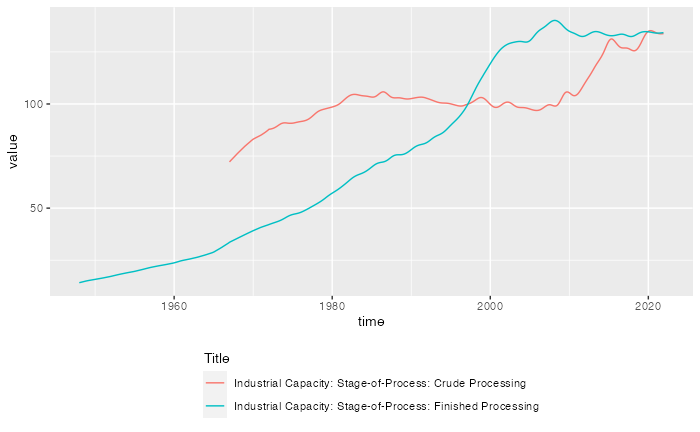 value
100
50
1960 1980 2000 2020
time
Title
Industrial Capacity: Stage-of-Process: Crude Processing
Industrial Capacity: Stage-of-Process: Finished Processing